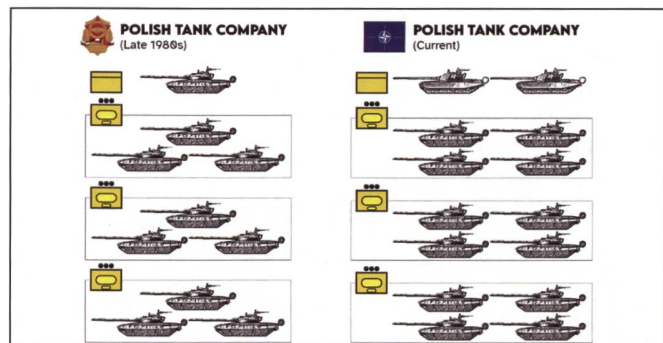 POLISH TANK COMPANY
(Late 1980s)
POLISH TANK COMPANY
(Current)